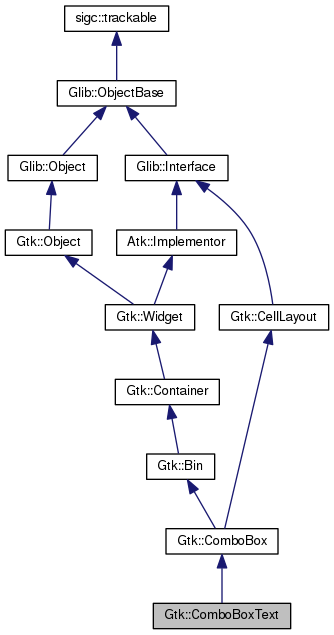 sigc::trackable
Glib::ObjectBase
Glib::Object
Glib::Interface
Gtk::Object
Atk::Implementor
Gtk::Widget
Gtk::CellLayout
Gtk::Container
Gtk::Bin
Gtk::ComboBox
Gtk::ComboBoxText